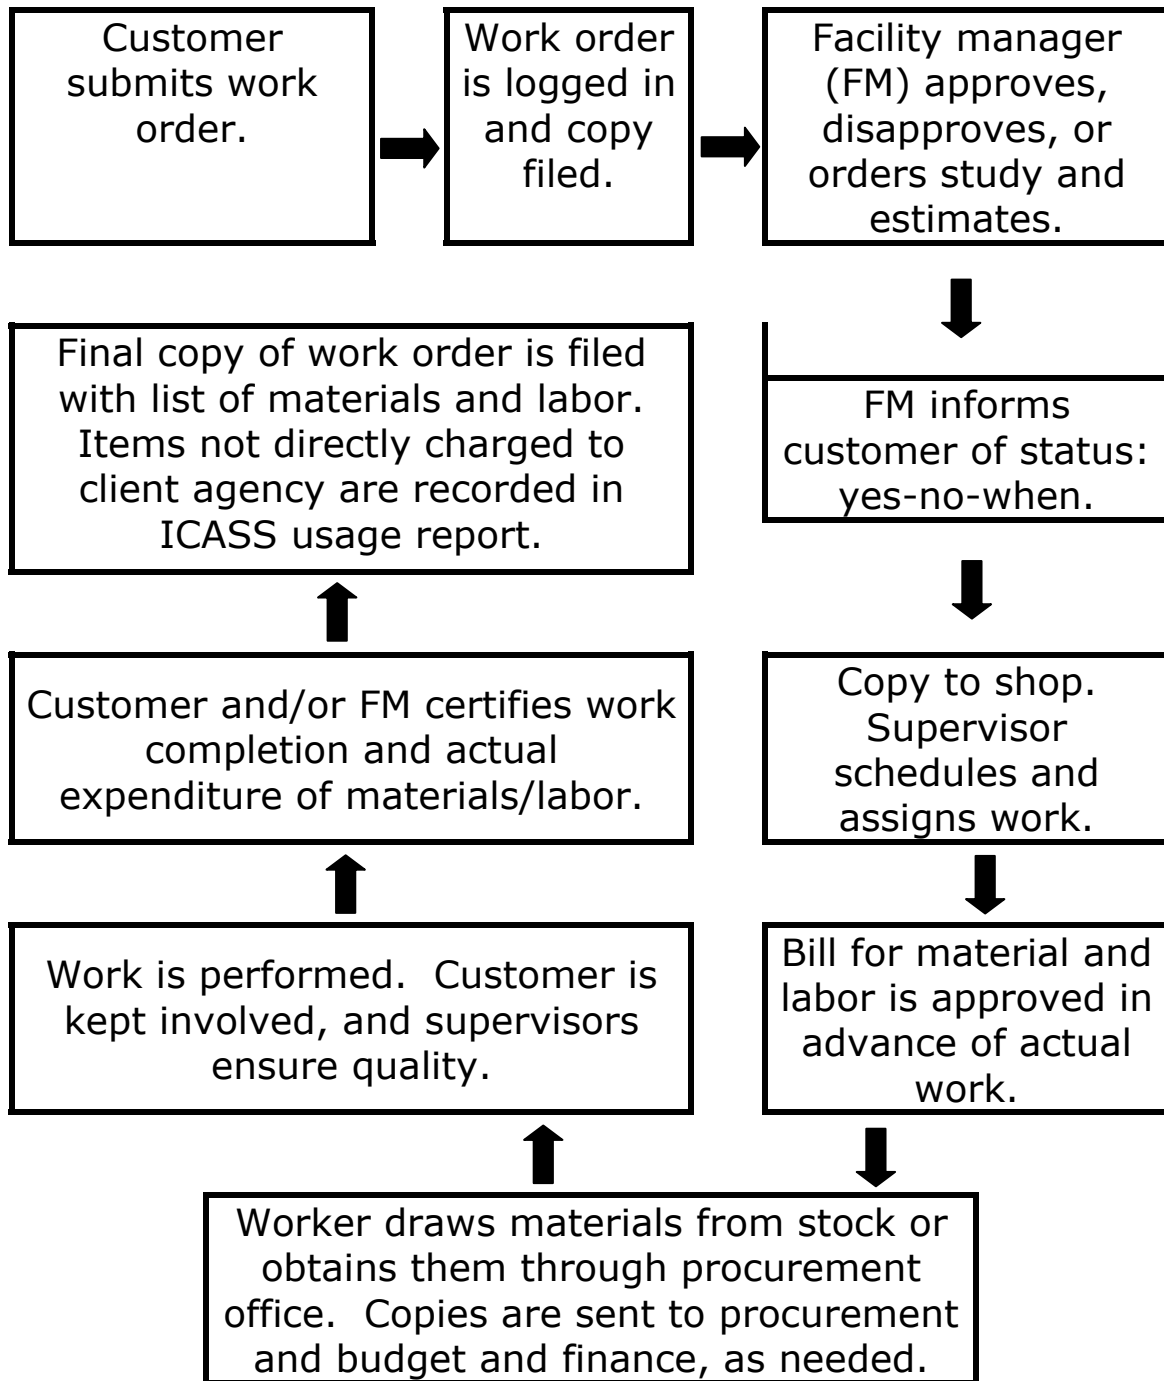 Customer
submits work
order.
Work order
is logged in
and copy
filed.
Facility manager
(FM) approves,
disapproves, or
orders study and
estimates.
FM informs
customer of status:
yes-no-when.
Copy to shop.
Supervisor
schedules and
assigns work.
Bill for material and
labor is approved in
advance of actual
work.
Worker draws materials from stock or
obtains them through procurement
office.  Copies are sent to procurement
and budget and finance, as needed.
Work is performed.  Customer is
kept involved, and supervisors
ensure quality.
Customer and/or FM certifies work
completion and actual
expenditure of materials/labor.
Final copy of work order is filed
with list of materials and labor.
Items not directly charged to
client agency are recorded in
ICASS usage report.